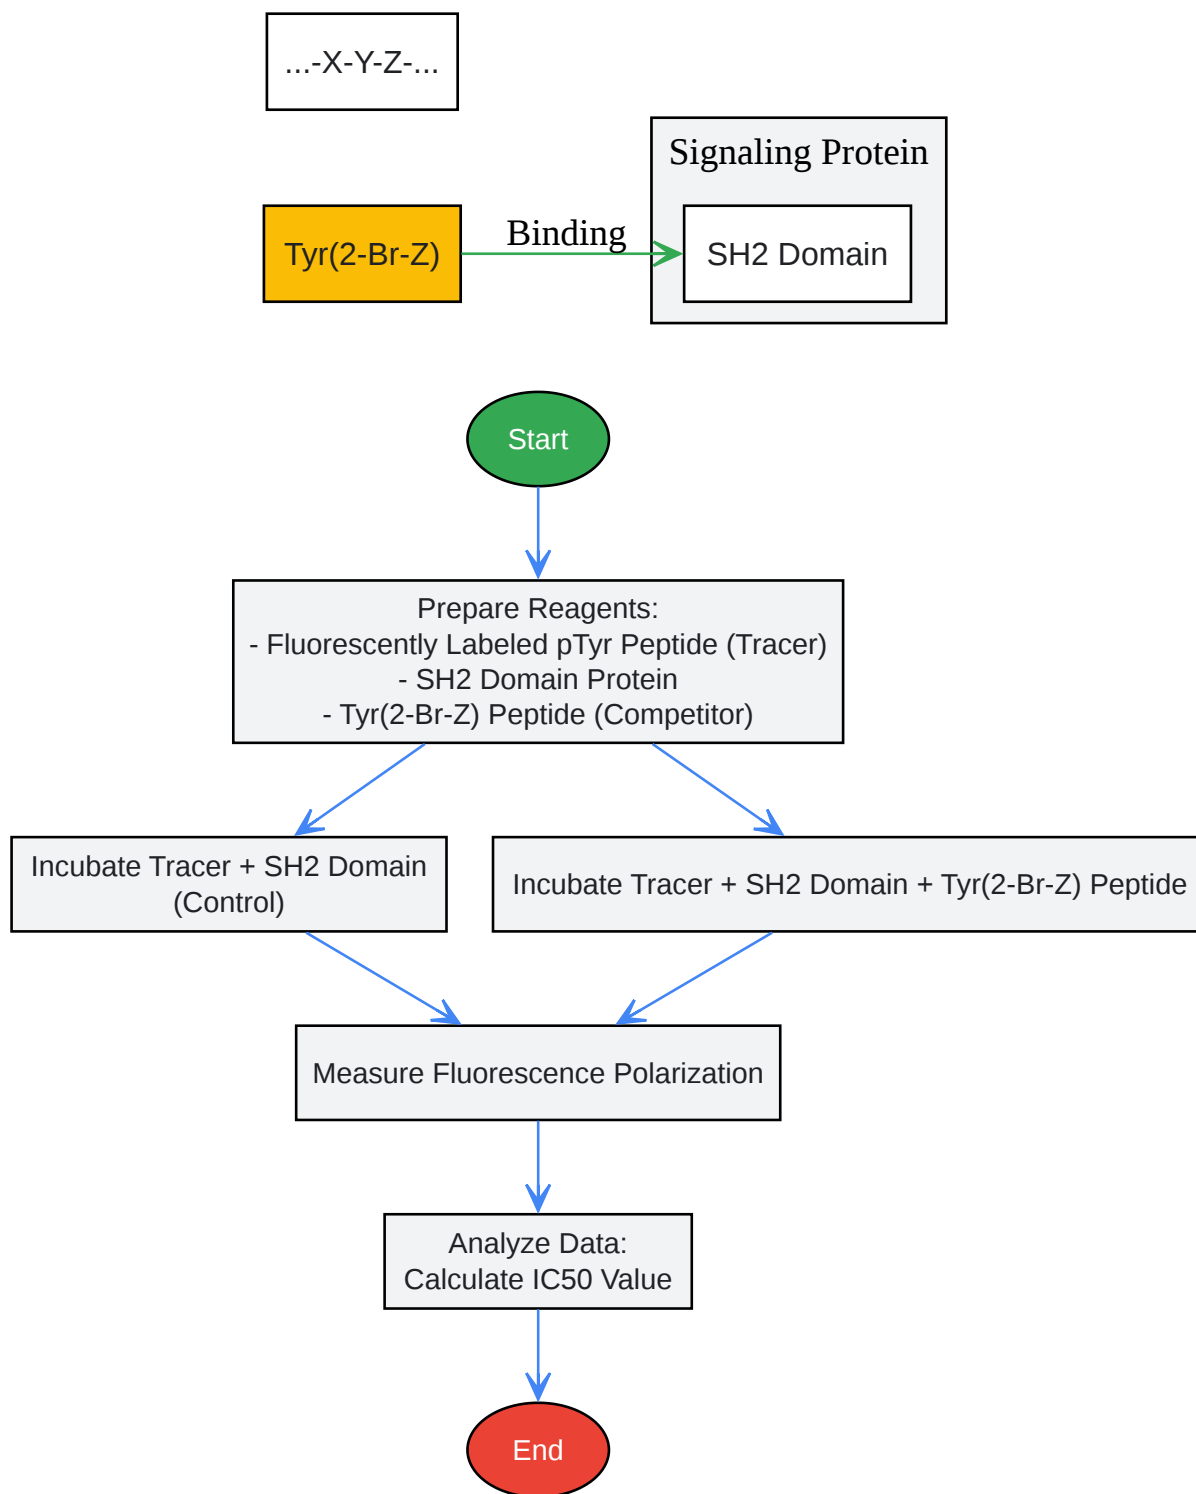 ...-X-Y-Z-...
Signaling Protein
Tyr(2-Br-Z)
Binding
SH2 Domain
Start
Prepare Reagents:
- Fluorescently Labeled pTyr Peptide (Tracer)
- SH2 Domain Protein
- Tyr(2-Br-Z) Peptide (Competitor)
Incubate Tracer + SH2 Domain
(Control)
Incubate Tracer + SH2 Domain + Tyr(2-Br-Z) Peptide
Measure Fluorescence Polarization
Analyze Data:
Calculate IC50 Value
End